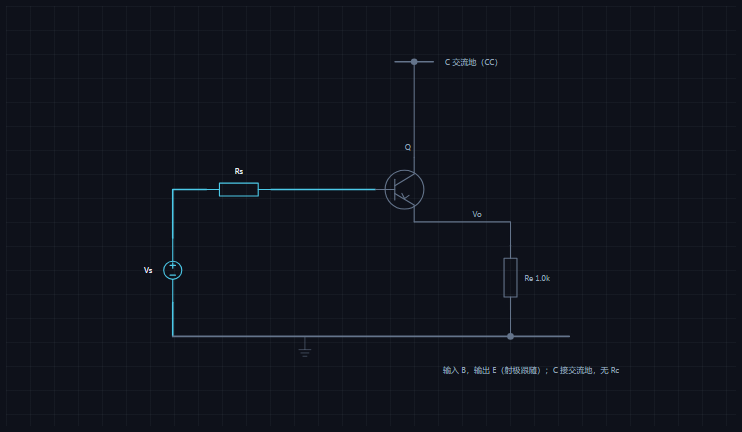 C 交流地（CC）
Q
Rs
Vo
Vs
Re 1.0k
输入 B，输出 E（射极跟随）；C 接交流地，无 Rc